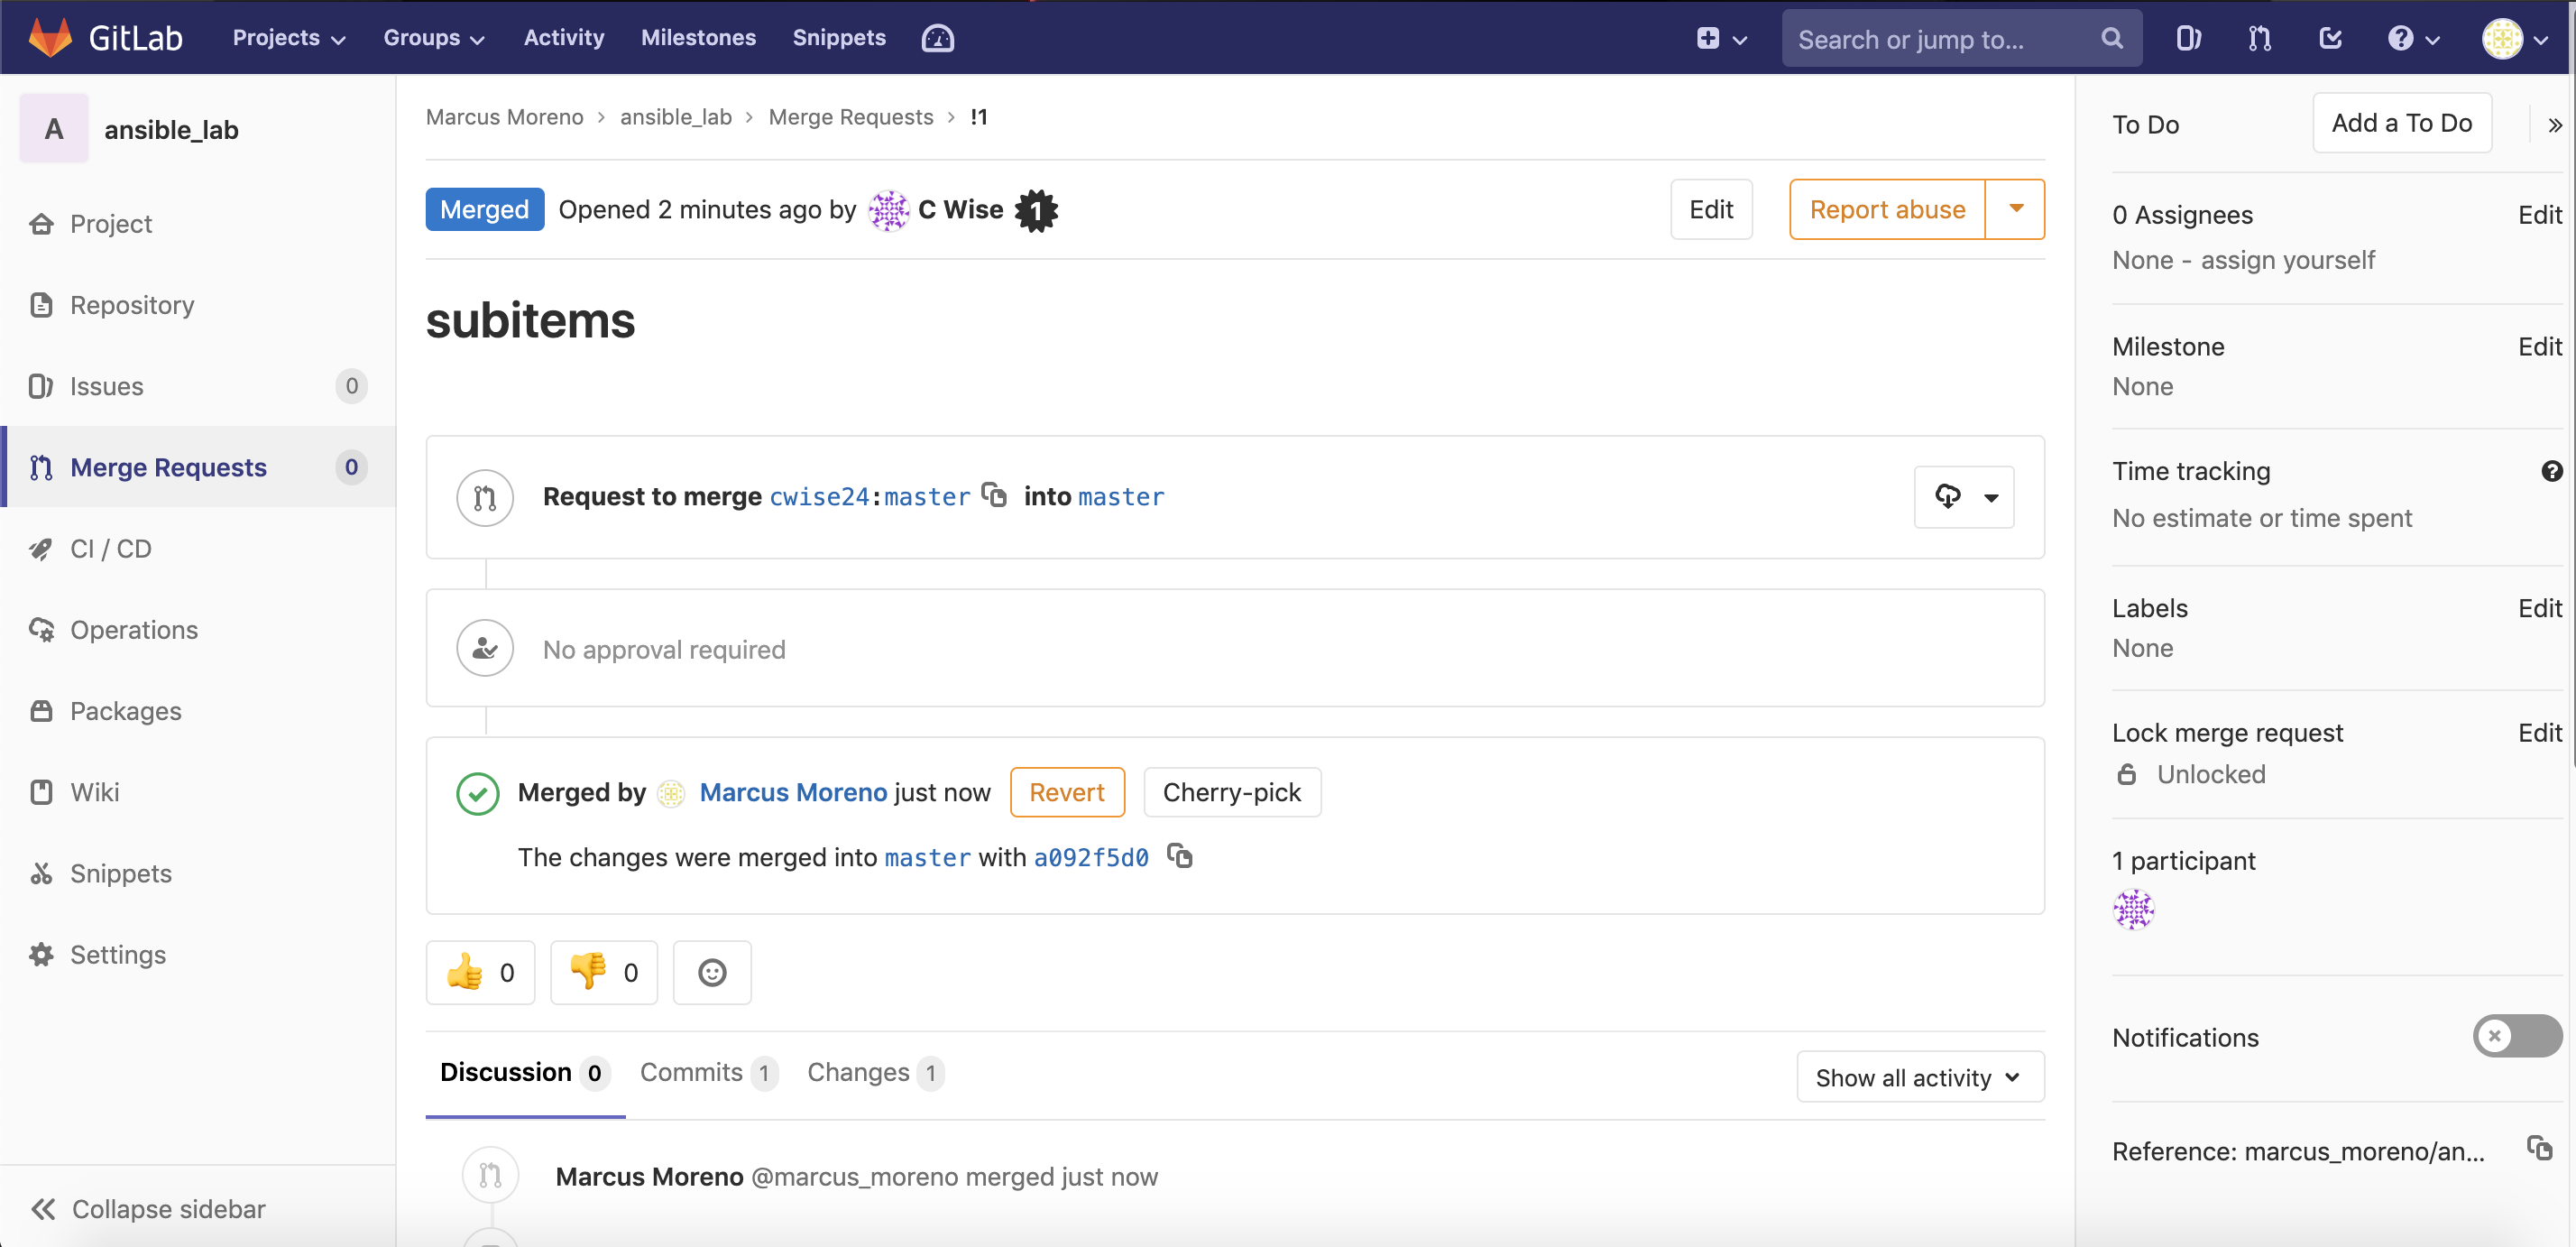 GitLab Projects Groups Activity Milestones Snippets Search or jump to...
A ansible_lab
Project
Repository
Issues 0
Merge Requests 0
CI / CD
Operations
Packages
Wiki
Snippets
Settings
Collapse sidebar
Marcus Moreno > ansible_lab > Merge Requests > !1
Merged Opened 2 minutes ago by C Wise 1 Edit Report abuse
subitems
Request to merge cwise24:master into master
No approval required
Merged by Marcus Moreno just now Revert Cherry-pick
The changes were merged into master with a092f5d0
0 0
Discussion 0 Commits 1 Changes 1 Show all activity
Marcus Moreno @marcus_moreno merged just now
To Do Add a To Do
0 Assignees Edit
None - assign yourself
Milestone Edit
None
Time tracking
No estimate or time spent
Labels Edit
None
Lock merge request Edit
Unlocked
1 participant
Notifications
Reference: marcus_moreno/an...